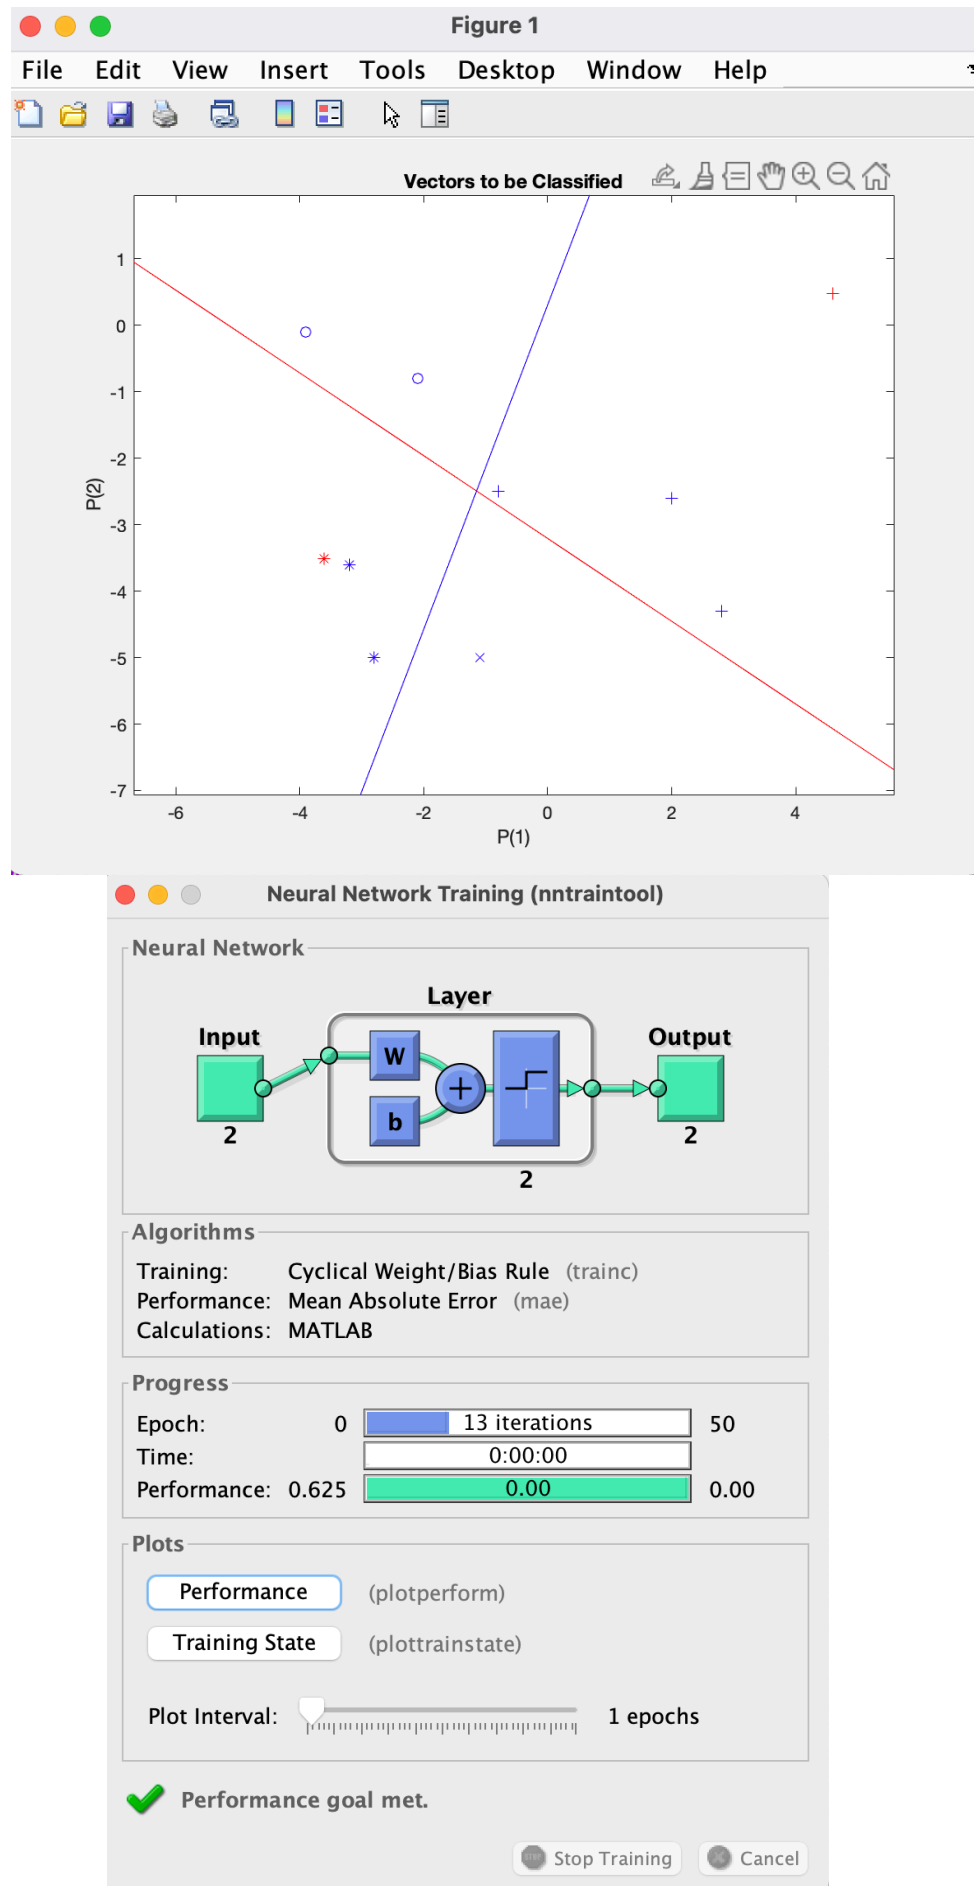 Figure 1
File Edit View Insert Tools Desktop Window Help
Vectors to be Classified
1
0
-1
-2
-3
-4
-5
-6
-7
P(2)
-6 -4 -2 0 2 4
P(1)
Neural Network Training (nntraintool)
Neural Network
Layer
Input Output
W
b
2 2
2
Algorithms
Training: Cyclical Weight/Bias Rule (trainc)
Performance: Mean Absolute Error (mae)
Calculations: MATLAB
Progress
Epoch: 0 13 iterations 50
Time: 0:00:00
Performance: 0.625 0.00 0.00
Plots
Performance (plotperform)
Training State (plottrainstate)
Plot Interval: 1 epochs
Performance goal met.
STOP Stop Training Cancel